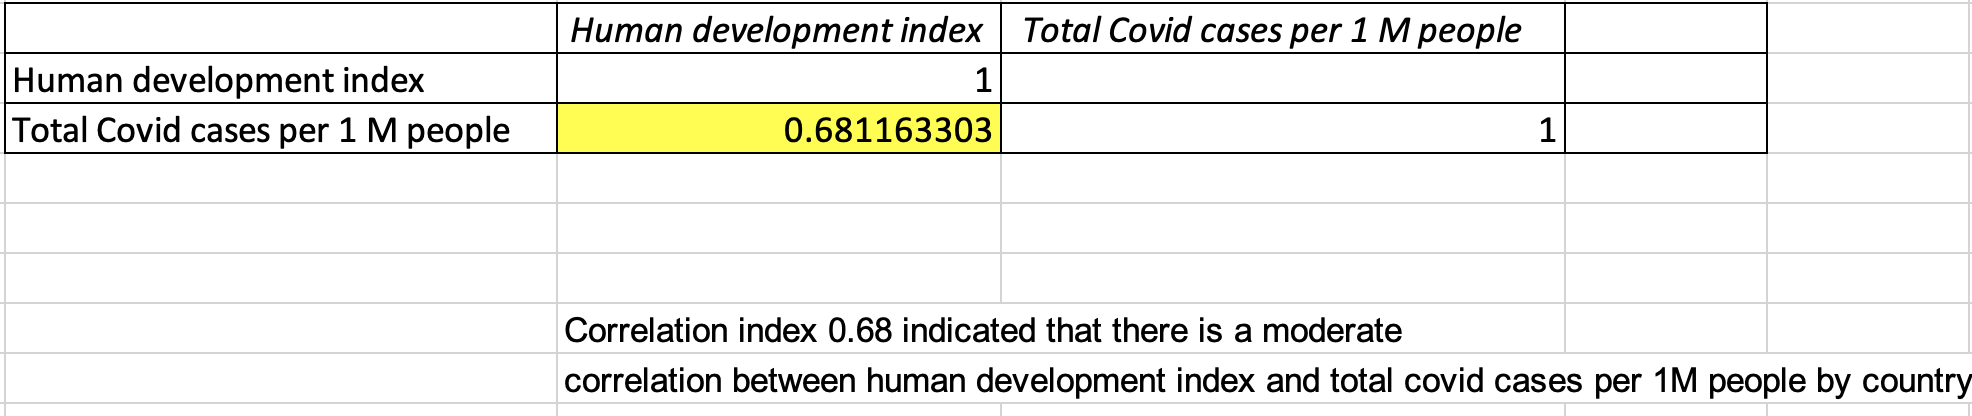 Human development index Total Covid cases per 1 M people
Human development index 1
Total Covid cases per 1 M people 0.681163303 1
Correlation index 0.68 indicated that there is a moderate
correlation between human development index and total covid cases per 1M people by country